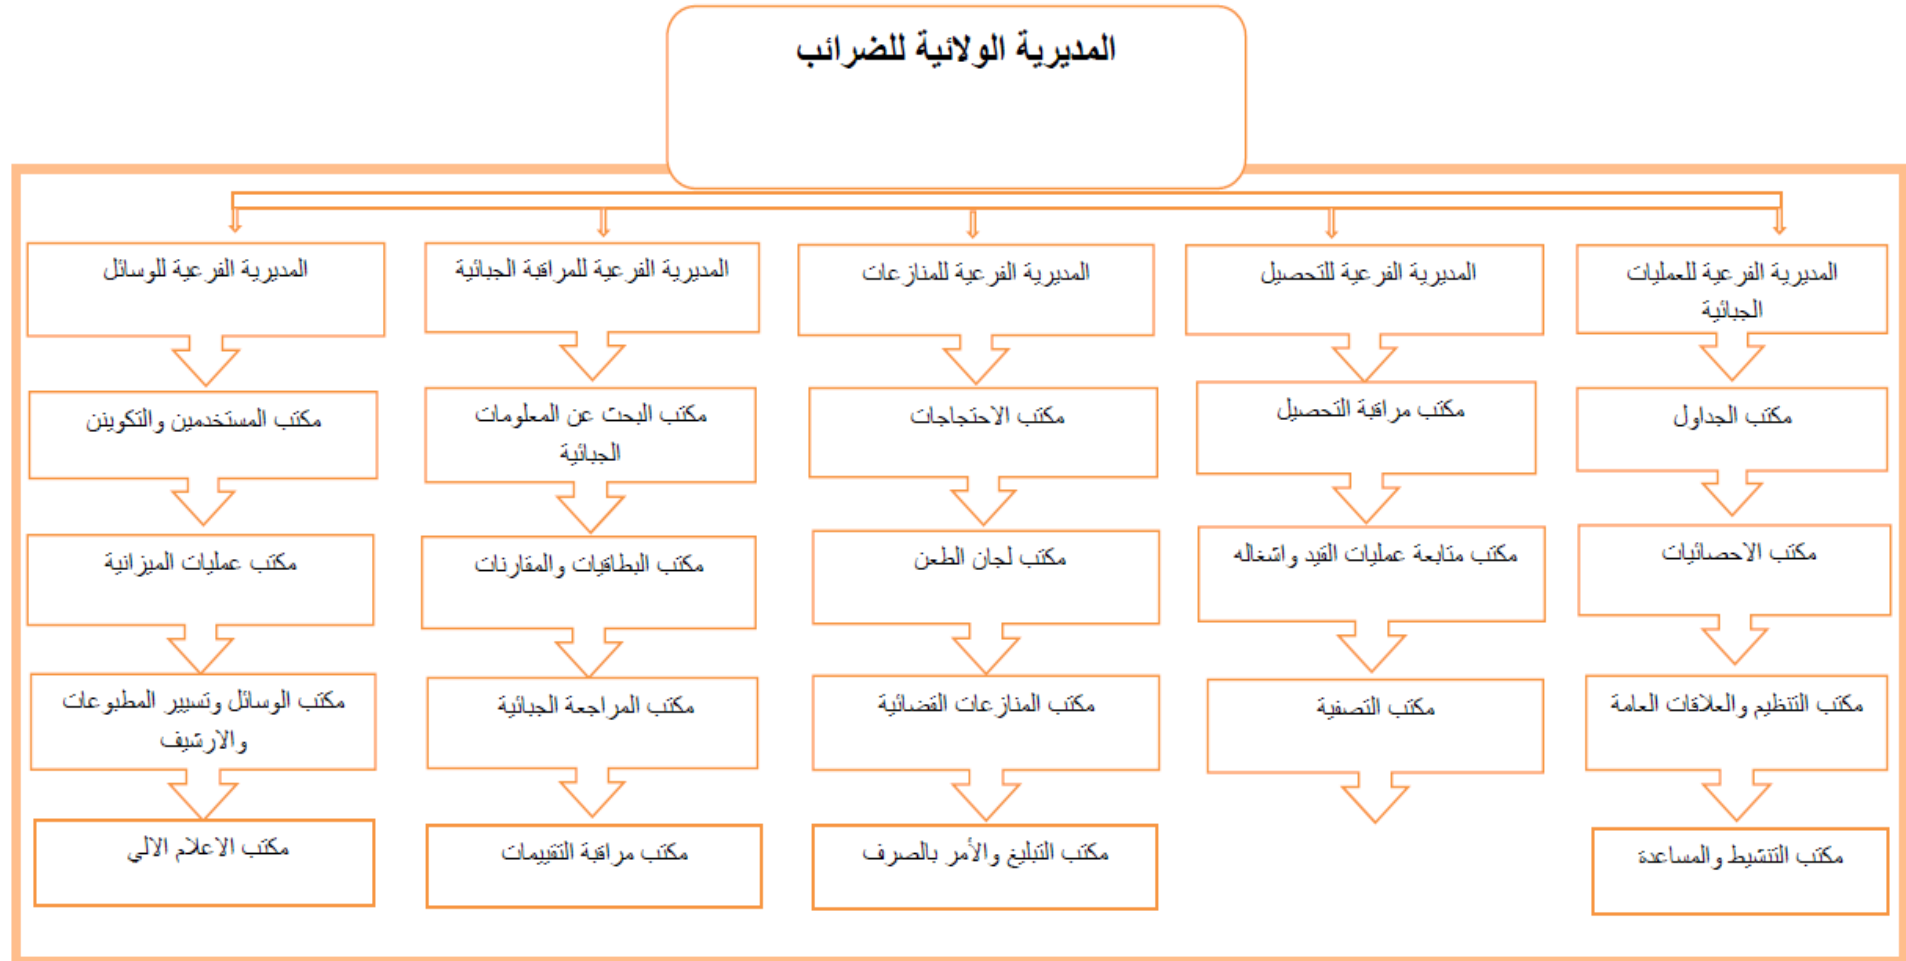 المديرية الولائية للضرائب
المديرية الفرعية للعمليات
الجبائية
المديرية الفرعية للتحصيل
المديرية الفرعية للمنازعات
المديرية الفرعية للمراقبة الجبائية
المديرية الفرعية للوسائل
مكتب الجداول
مكتب مراقبة التحصيل
مكتب الاحتجاجات
مكتب البحث عن المعلومات
الجبائية
مكتب المستخدمين والتكوينن
مكتب الاحصائيات
مكتب متابعة عمليات القيد واشغاله
مكتب لجان الطعن
مكتب البطاقيات والمقارنات
مكتب عمليات الميزانية
مكتب التنظيم والعلاقات العامة
مكتب التصفية
مكتب المنازعات القضائية
مكتب المراجعة الجبائية
مكتب الوسائل وتسيير المطبوعات
والارشيف
مكتب التنشيط والمساعدة
مكتب التبليغ والأمر بالصرف
مكتب مراقبة التقييمات
مكتب الاعلام الالي